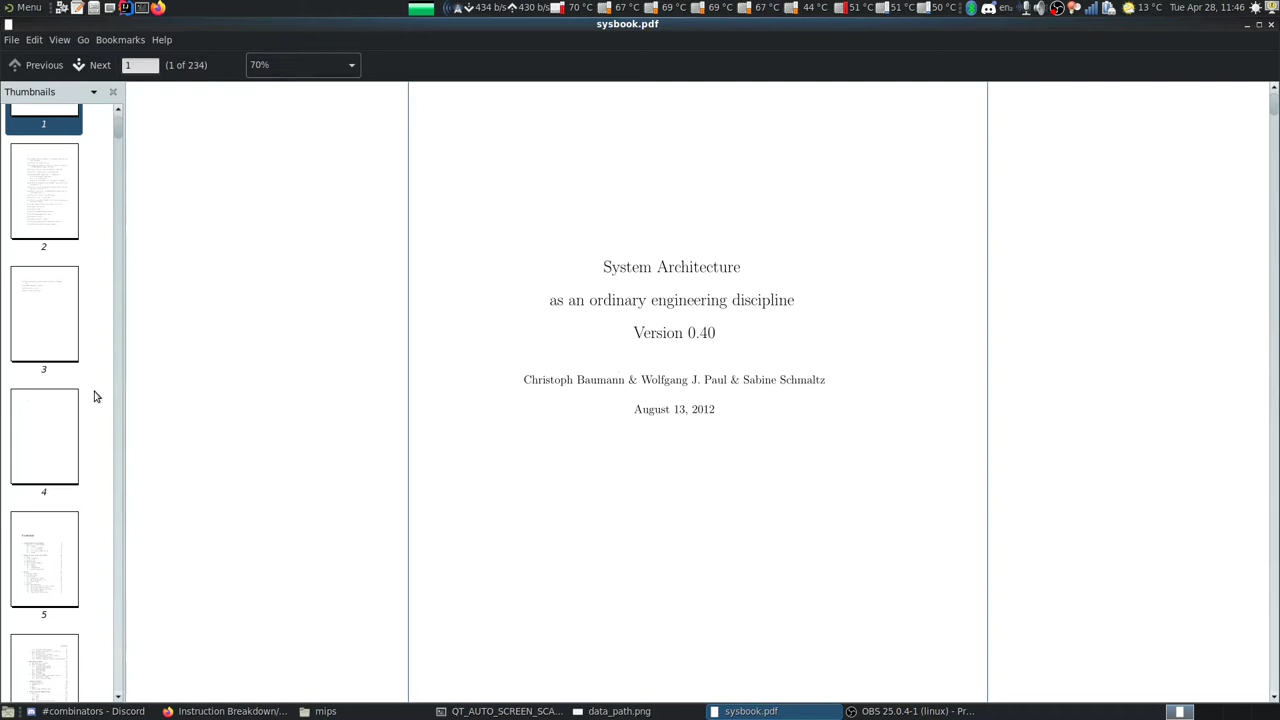 Menu 434 b/s 430 b/s 70 °C 67 °C 69 °C 69 °C 67 °C 44 °C 51°C 51°C 50 °C en₂ 13 °C Tue Apr 28, 11:46
sysbook.pdf
File Edit View Go Bookmarks Help
Previous Next 1 (1 of 234) 70%
Thumbnails
1
2
3
4
5
System Architecture
as an ordinary engineering discipline
Version 0.40
Christoph Baumann & Wolfgang J. Paul & Sabine Schmaltz
August 13, 2012
#combinators - Discord Instruction Breakdown/... mips QT_AUTO_SCREEN_SCA... data_path.png sysbook.pdf OBS 25.0.4-1 (linux) - Pr...